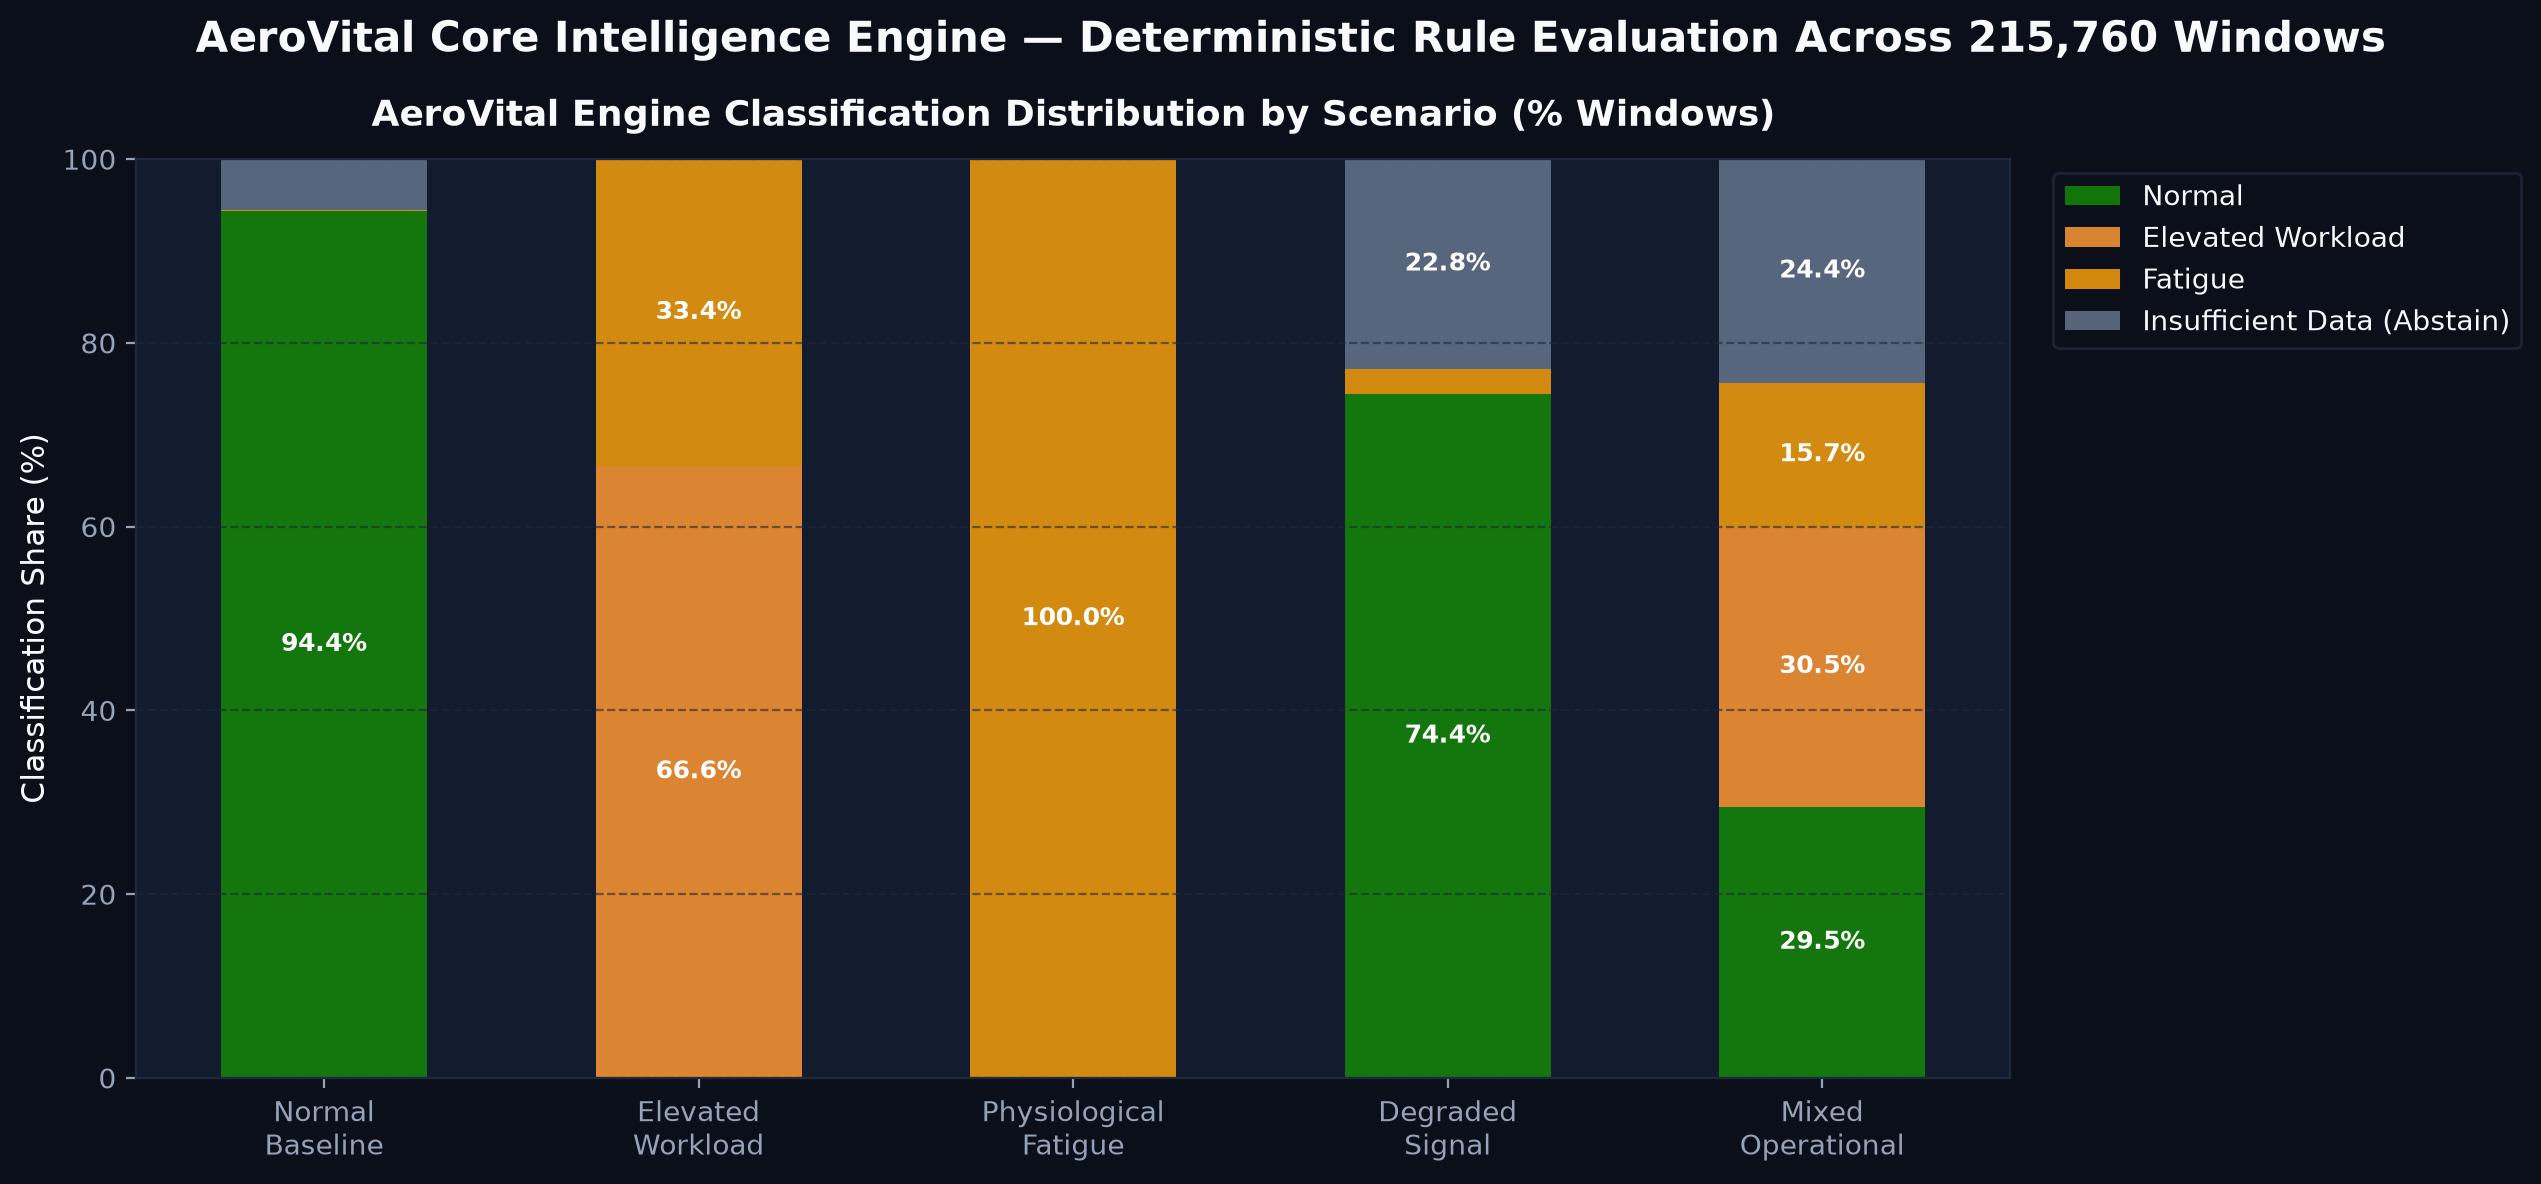 AeroVital Core Intelligence Engine — Deterministic Rule Evaluation Across 215,760 Windows
AeroVital Engine Classification Distribution by Scenario (% Windows)
Classification Share (%)
100
80
60
40
20
0
94.4%
33.4%
66.6%
100.0%
22.8%
74.4%
24.4%
15.7%
30.5%
29.5%
Normal
Baseline
Elevated
Workload
Physiological
Fatigue
Degraded
Signal
Mixed
Operational
Normal
Elevated Workload
Fatigue
Insufficient Data (Abstain)